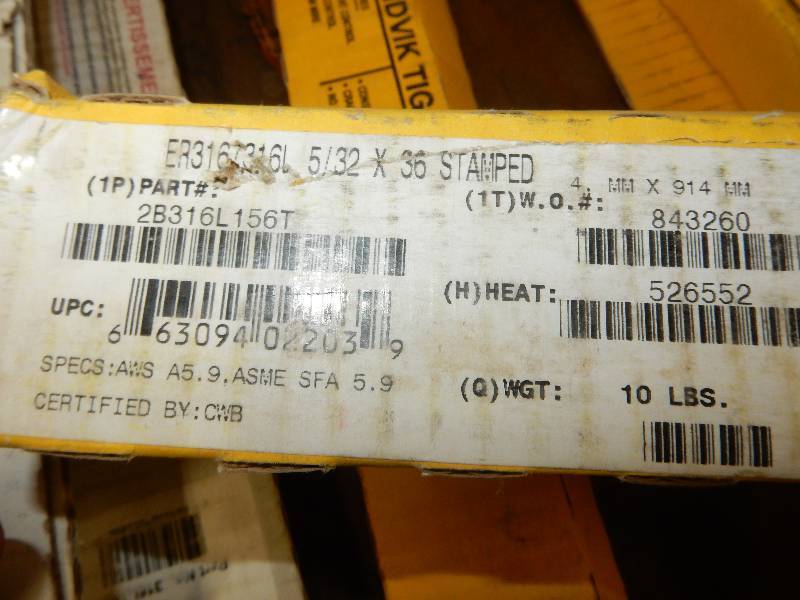 ERTISSEME
DVIK TIG
ER316/316L 5/32 X 36 STAMPED
4. MM X 914 MM
(1P)PART#:
2B316L156T
(1T)W.O.#:
843260
UPC:
6 63094 02203 9
(H)HEAT:
526552
SPECS:AWS A5.9,ASME SFA 5.9
CERTIFIED BY:CWB
(Q)WGT:
10 LBS.